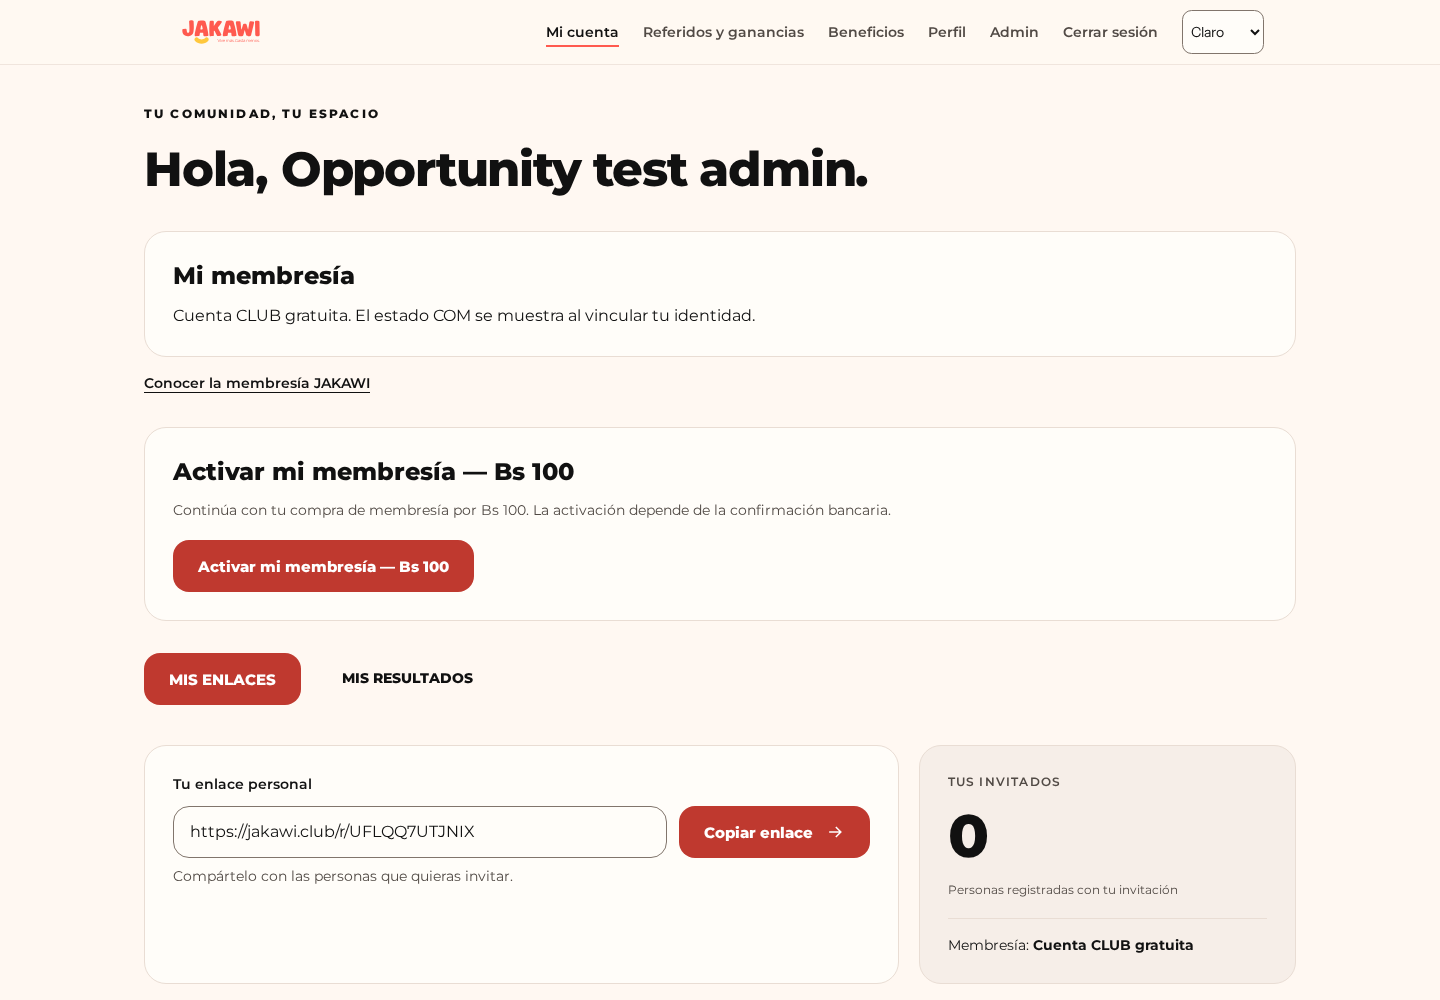 JAKAWI
Mi cuenta
Referidos y ganancias
Beneficios
Perfil
Admin
Cerrar sesión
Claro
TU COMUNIDAD, TU ESPACIO
Hola, Opportunity test admin.
Mi membresía
Cuenta CLUB gratuita. El estado COM se muestra al vincular tu identidad.
Conocer la membresía JAKAWI
Activar mi membresía — Bs 100
Continúa con tu compra de membresía por Bs 100. La activación depende de la confirmación bancaria.
Activar mi membresía — Bs 100
MIS ENLACES
MIS RESULTADOS
Tu enlace personal
https://jakawi.club/r/UFLQQ7UTJNIX
Copiar enlace →
Compártelo con las personas que quieras invitar.
TUS INVITADOS
0
Personas registradas con tu invitación
Membresía: Cuenta CLUB gratuita